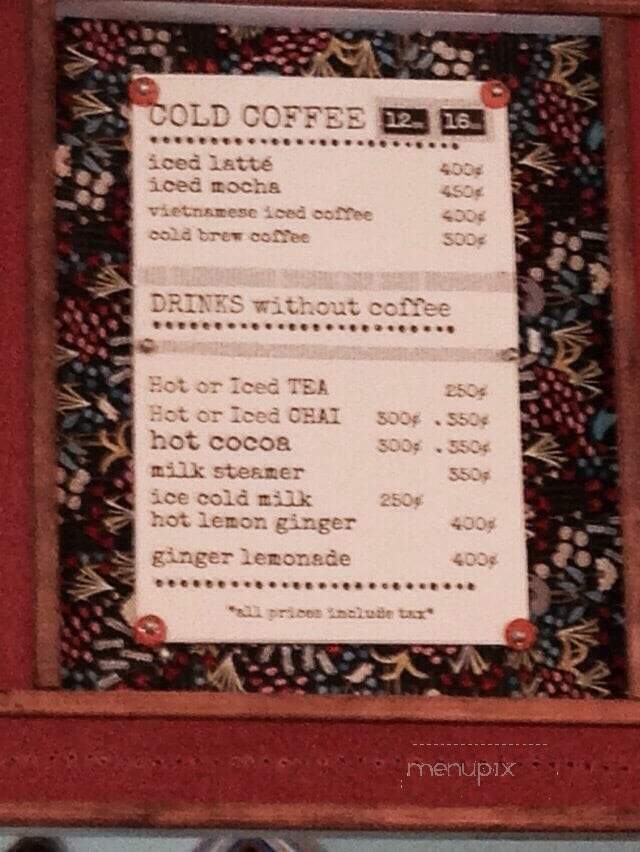 COLD COFFEE 12oz 16oz
iced latté 400¢
iced mocha 450¢
vietnamese iced coffee 400¢
cold brew coffee 300¢
DRINKS without coffee
Hot or Iced TEA 250¢
Hot or Iced CHAI 300¢ . 350¢
hot cocoa 300¢ . 350¢
milk steamer 350¢
ice cold milk 250¢
hot lemon ginger 400¢
ginger lemonade 400¢
*all prices include tax*
menupix